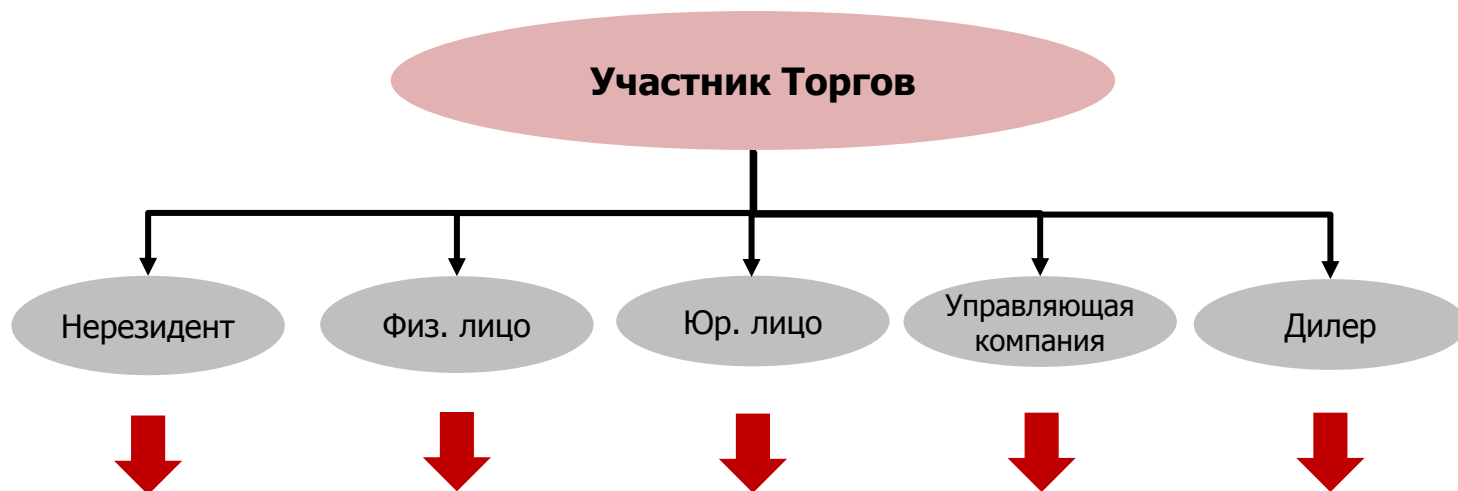 Участник Торгов
Нерезидент
Физ. лицо
Юр. лицо
Управляющая
компания
Дилер